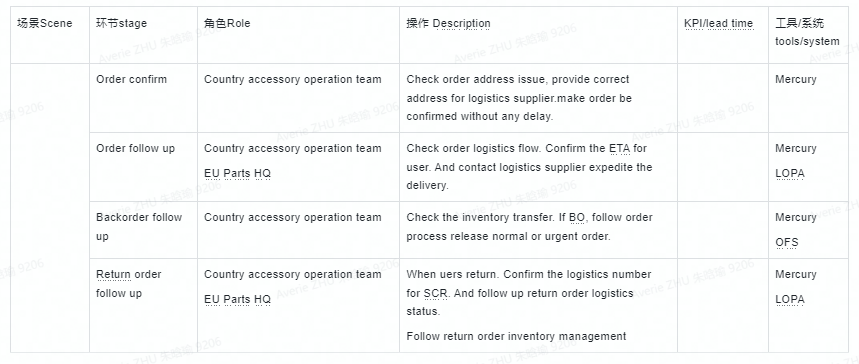 场景Scene 环节stage 角色Role 操作 Description KPI/lead time 工具/系统
tools/system
Order confirm Country accessory operation team Check order address issue, provide correct Mercury
address for logistics supplier.make order be
confirmed without any delay.
Order follow up Country accessory operation team Check order logistics flow. Confirm the ETA for Mercury
EU Parts HQ user. And contact logistics supplier expedite the LOPA
delivery.
Backorder follow Country accessory operation team Check the inventory transfer. If BO, follow order Mercury
up process release normal or urgent order.
OFS
Return order Country accessory operation team When uers return. Confirm the logistics number Mercury
follow up EU Parts HQ for SCR. And follow up return order logistics LOPA
status.
Follow return order inventory management
Averie ZHU 朱晗瑜 9206